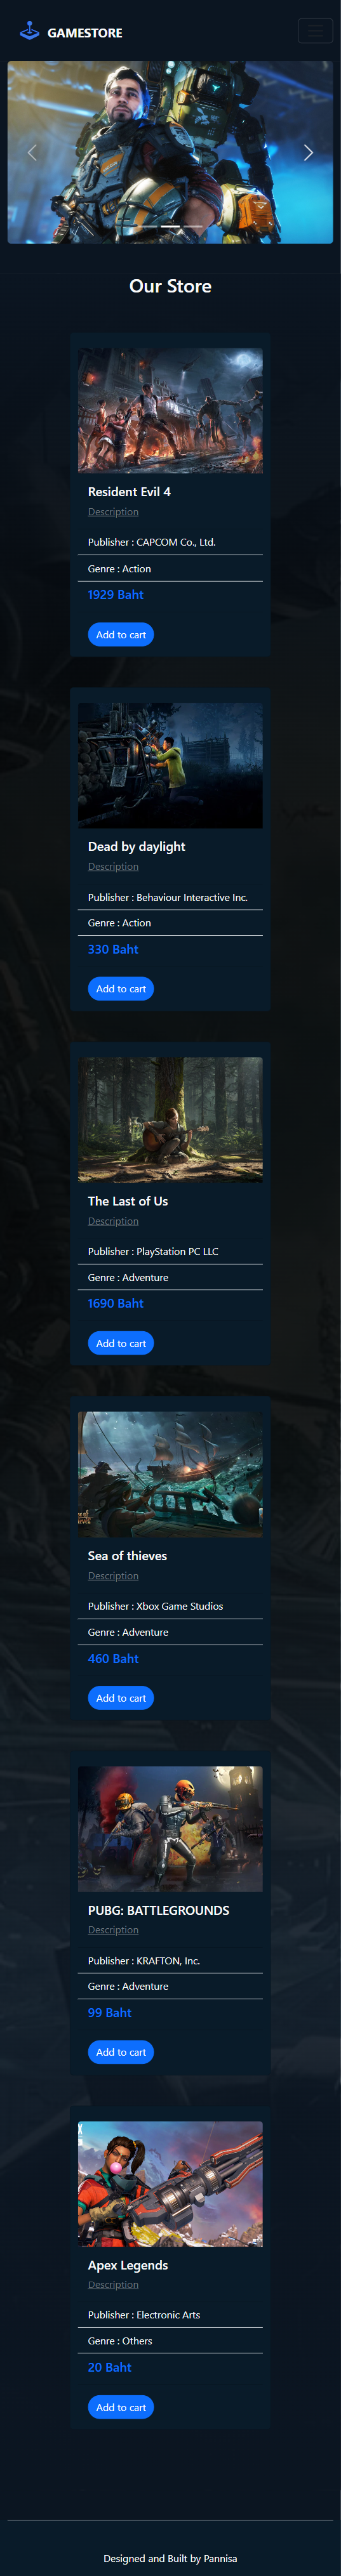 GAMESTORE
Our Store
Resident Evil 4
Description
Publisher : CAPCOM Co., Ltd.
Genre : Action
1929 Baht
Add to cart
Dead by daylight
Description
Publisher : Behaviour Interactive Inc.
Genre : Action
330 Baht
Add to cart
The Last of Us
Description
Publisher : PlayStation PC LLC
Genre : Adventure
1690 Baht
Add to cart
Sea of thieves
Description
Publisher : Xbox Game Studios
Genre : Adventure
460 Baht
Add to cart
PUBG: BATTLEGROUNDS
Description
Publisher : KRAFTON, Inc.
Genre : Adventure
99 Baht
Add to cart
Apex Legends
Description
Publisher : Electronic Arts
Genre : Others
20 Baht
Add to cart
Designed and Built by Pannisa